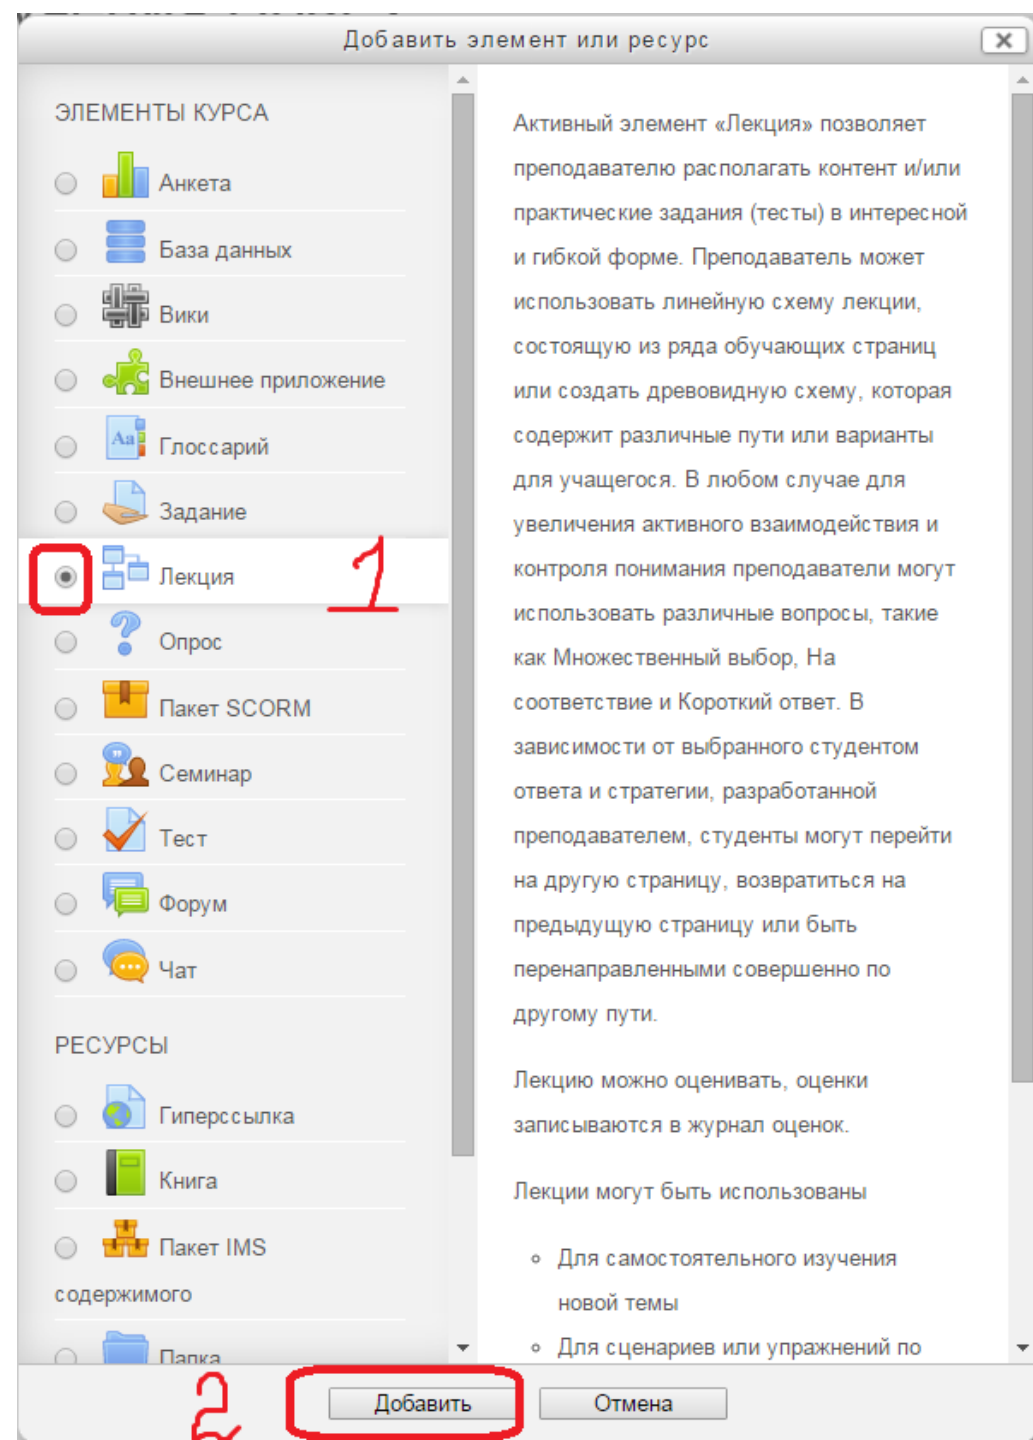 Добавить элемент или ресурс
ЭЛЕМЕНТЫ КУРСА
Анкета
База данных
Вики
Внешнее приложение
Глоссарий
Задание
Лекция
1
Опрос
Пакет SCORM
Семинар
Тест
Форум
Чат
РЕСУРСЫ
Гиперссылка
Книга
Пакет IMS
содержимого
Папка
Активный элемент «Лекция» позволяет
преподавателю располагать контент и/или
практические задания (тесты) в интересной
и гибкой форме. Преподаватель может
использовать линейную схему лекции,
состоящую из ряда обучающих страниц
или создать древовидную схему, которая
содержит различные пути или варианты
для учащегося. В любом случае для
увеличения активного взаимодействия и
контроля понимания преподаватели могут
использовать различные вопросы, такие
как Множественный выбор, На
соответствие и Короткий ответ. В
зависимости от выбранного студентом
ответа и стратегии, разработанной
преподавателем, студенты могут перейти
на другую страницу, возвратиться на
предыдущую страницу или быть
перенаправленными совершенно по
другому пути.
Лекцию можно оценивать, оценки
записываются в журнал оценок.
Лекции могут быть использованы
Для самостоятельного изучения
новой темы
Для сценариев или упражнений по
2
Добавить
Отмена